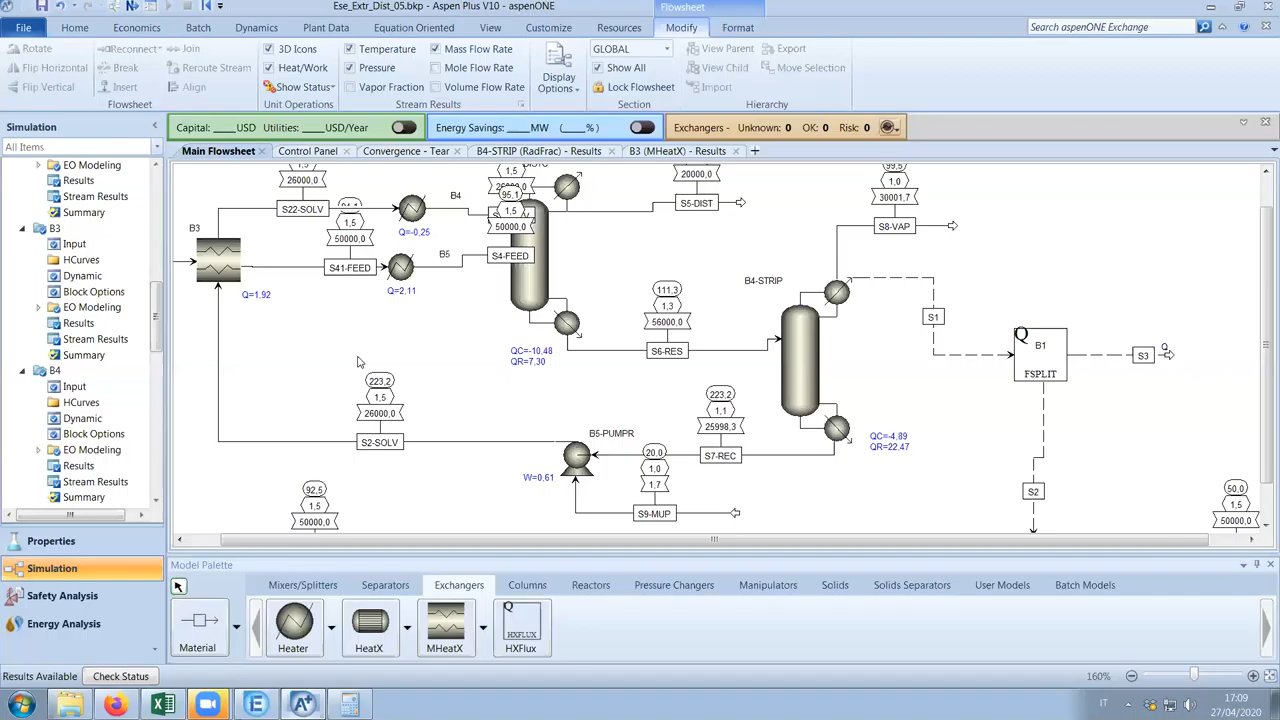 Ese_Extr_Dist_05.bkp - Aspen Plus V10 - aspenONE
Flowsheet
File Home Economics Batch Dynamics Plant Data Equation Oriented View Customize Resources Modify Format
Search aspenONE Exchange
Rotate Reconnect Join 3D Icons Temperature Mass Flow Rate GLOBAL View Parent Export
Flip Horizontal Break Reroute Stream Heat/Work Pressure Mole Flow Rate Show All View Child Move Selection
Flip Vertical Insert Align Show Status Vapor Fraction Volume Flow Rate Display Options Lock Flowsheet Import
Flowsheet Unit Operations Stream Results Section Hierarchy
Simulation
Capital: ____USD Utilities: ____USD/Year
Energy Savings: ____MW (____%)
Exchangers - Unknown: 0 OK: 0 Risk: 0
All Items
Main Flowsheet Control Panel Convergence - Tear B4-STRIP (RadFrac) - Results B3 (MHeatX) - Results
EO Modeling
Results
Stream Results
Summary
B3
Input
HCurves
Dynamic
Block Options
EO Modeling
Results
Stream Results
Summary
B4
Input
HCurves
Dynamic
Block Options
EO Modeling
Results
Stream Results
Summary
Properties
Simulation
Safety Analysis
Energy Analysis
1,5
26000,0
S22-SOLV
B4
Q=-0,25
B3
Q=1,92
1,5
50000,0
S41-FEED
B5
Q=2,11
95,1
1,5
50000,0
S4-FEED
QC=-10,48
QR=7,30
20000,0
S5-DIST
111,3
1,3
56000,0
S6-RES
B4-STRIP
99,5
1,0
30001,7
S8-VAP
S1
Q
B1
FSPLIT
S3
Q
S2
QC=-4,89
QR=22,47
223,2
1,1
25998,3
S7-REC
223,2
1,5
26000,0
S2-SOLV
B5-PUMPR
W=0,61
20,0
1,0
1,7
S9-MUP
92,5
1,5
50000,0
50,0
1,5
50000,0
Model Palette
Mixers/Splitters Separators Exchangers Columns Reactors Pressure Changers Manipulators Solids Solids Separators User Models Batch Models
Material Heater HeatX MHeatX Q HXFLUX HXFlux
Results Available Check Status 160%
IT 17:09
27/04/2020